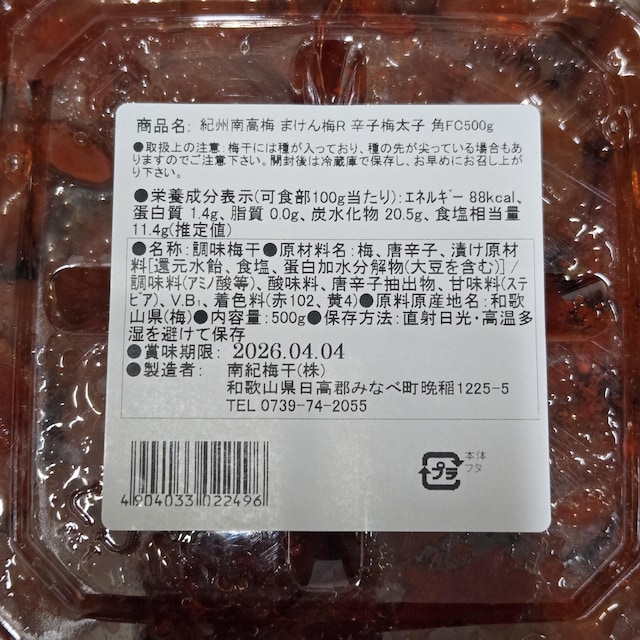 商品名: 紀州南高梅 まけん梅R 辛子梅太子 角FC500g
●取扱上の注意: 梅干には種が入っており、種の先が尖っている場合もあ
りますのでご注意下さい。開封後は冷蔵庫で保存し、お早めにお召し上が
り下さい。
●栄養成分表示(可食部100g当たり): エネルギー 88kcal、
蛋白質 1.4g、脂質 0.0g、炭水化物 20.5g、食塩相当量
11.4g(推定値)
●名称: 調味梅干●原材料名: 梅、唐辛子、漬け原材
料[還元水飴、食塩、蛋白加水分解物(大豆を含む)] /
調味料(アミノ酸等)、酸味料、唐辛子抽出物、甘味料(ステ
ビア)、V.B₁、着色料(赤102、黄4)●原料原産地名: 和歌
山県(梅)●内容量: 500g●保存方法: 直射日光・高温多
湿を避けて保存
●賞味期限: 2026.04.04
●製造者: 南紀梅干(株)
和歌山県日高郡みなべ町晩稲1225-5
TEL 0739-74-2055
4904033022496
プラ
本体
フタ